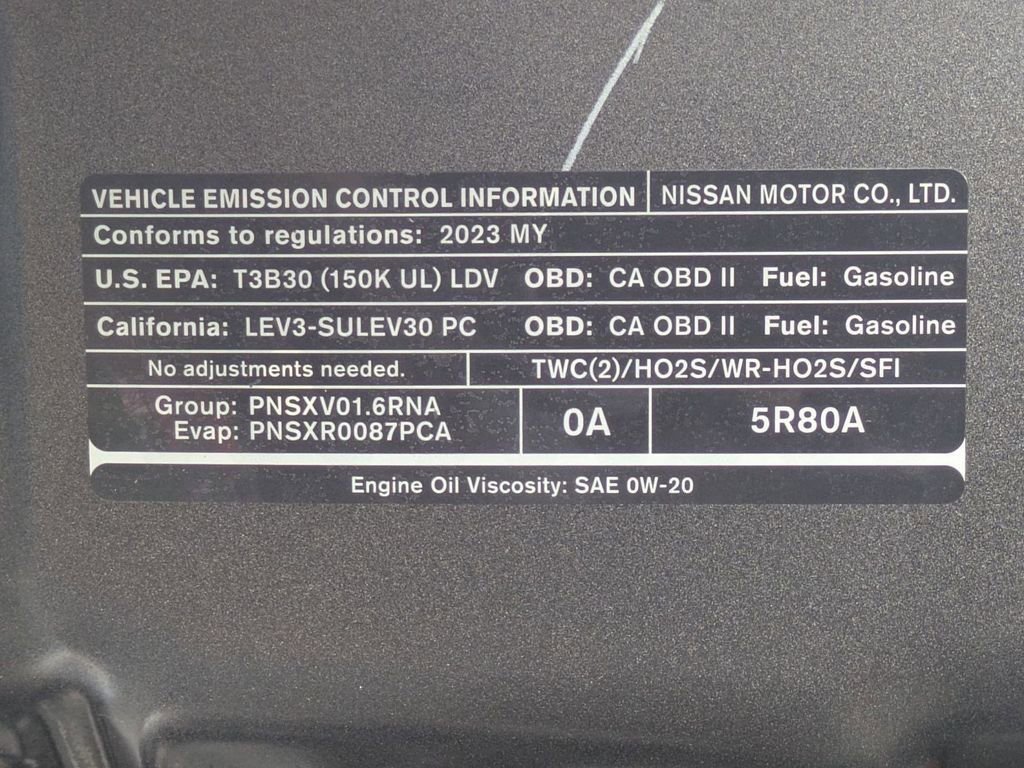 VEHICLE EMISSION CONTROL INFORMATION NISSAN MOTOR CO., LTD.
Conforms to regulations: 2023 MY
U.S. EPA: T3B30 (150K UL) LDV OBD: CA OBD II Fuel: Gasoline
California: LEV3-SULEV30 PC OBD: CA OBD II Fuel: Gasoline
No adjustments needed. TWC(2)/HO2S/WR-HO2S/SFI
Group: PNSXV01.6RNA
Evap: PNSXR0087PCA
0A 5R80A
Engine Oil Viscosity: SAE 0W-20